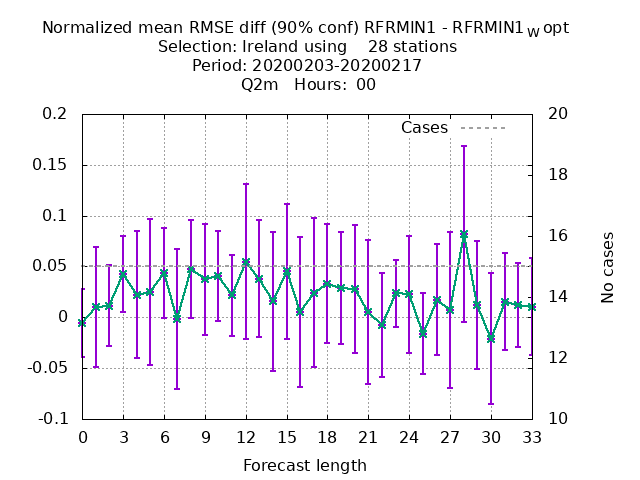 Normalized mean RMSE diff (90% conf) RFRMIN1 - RFRMIN1W opt
Selection: Ireland using    28 stations
Period: 20200203-20200217
Q2m   Hours:  00
Cases
0.2
0.15
0.1
0.05
0
-0.05
-0.1
20
18
16
14
12
10
No cases
0 3 6 9 12 15 18 21 24 27 30 33
Forecast length